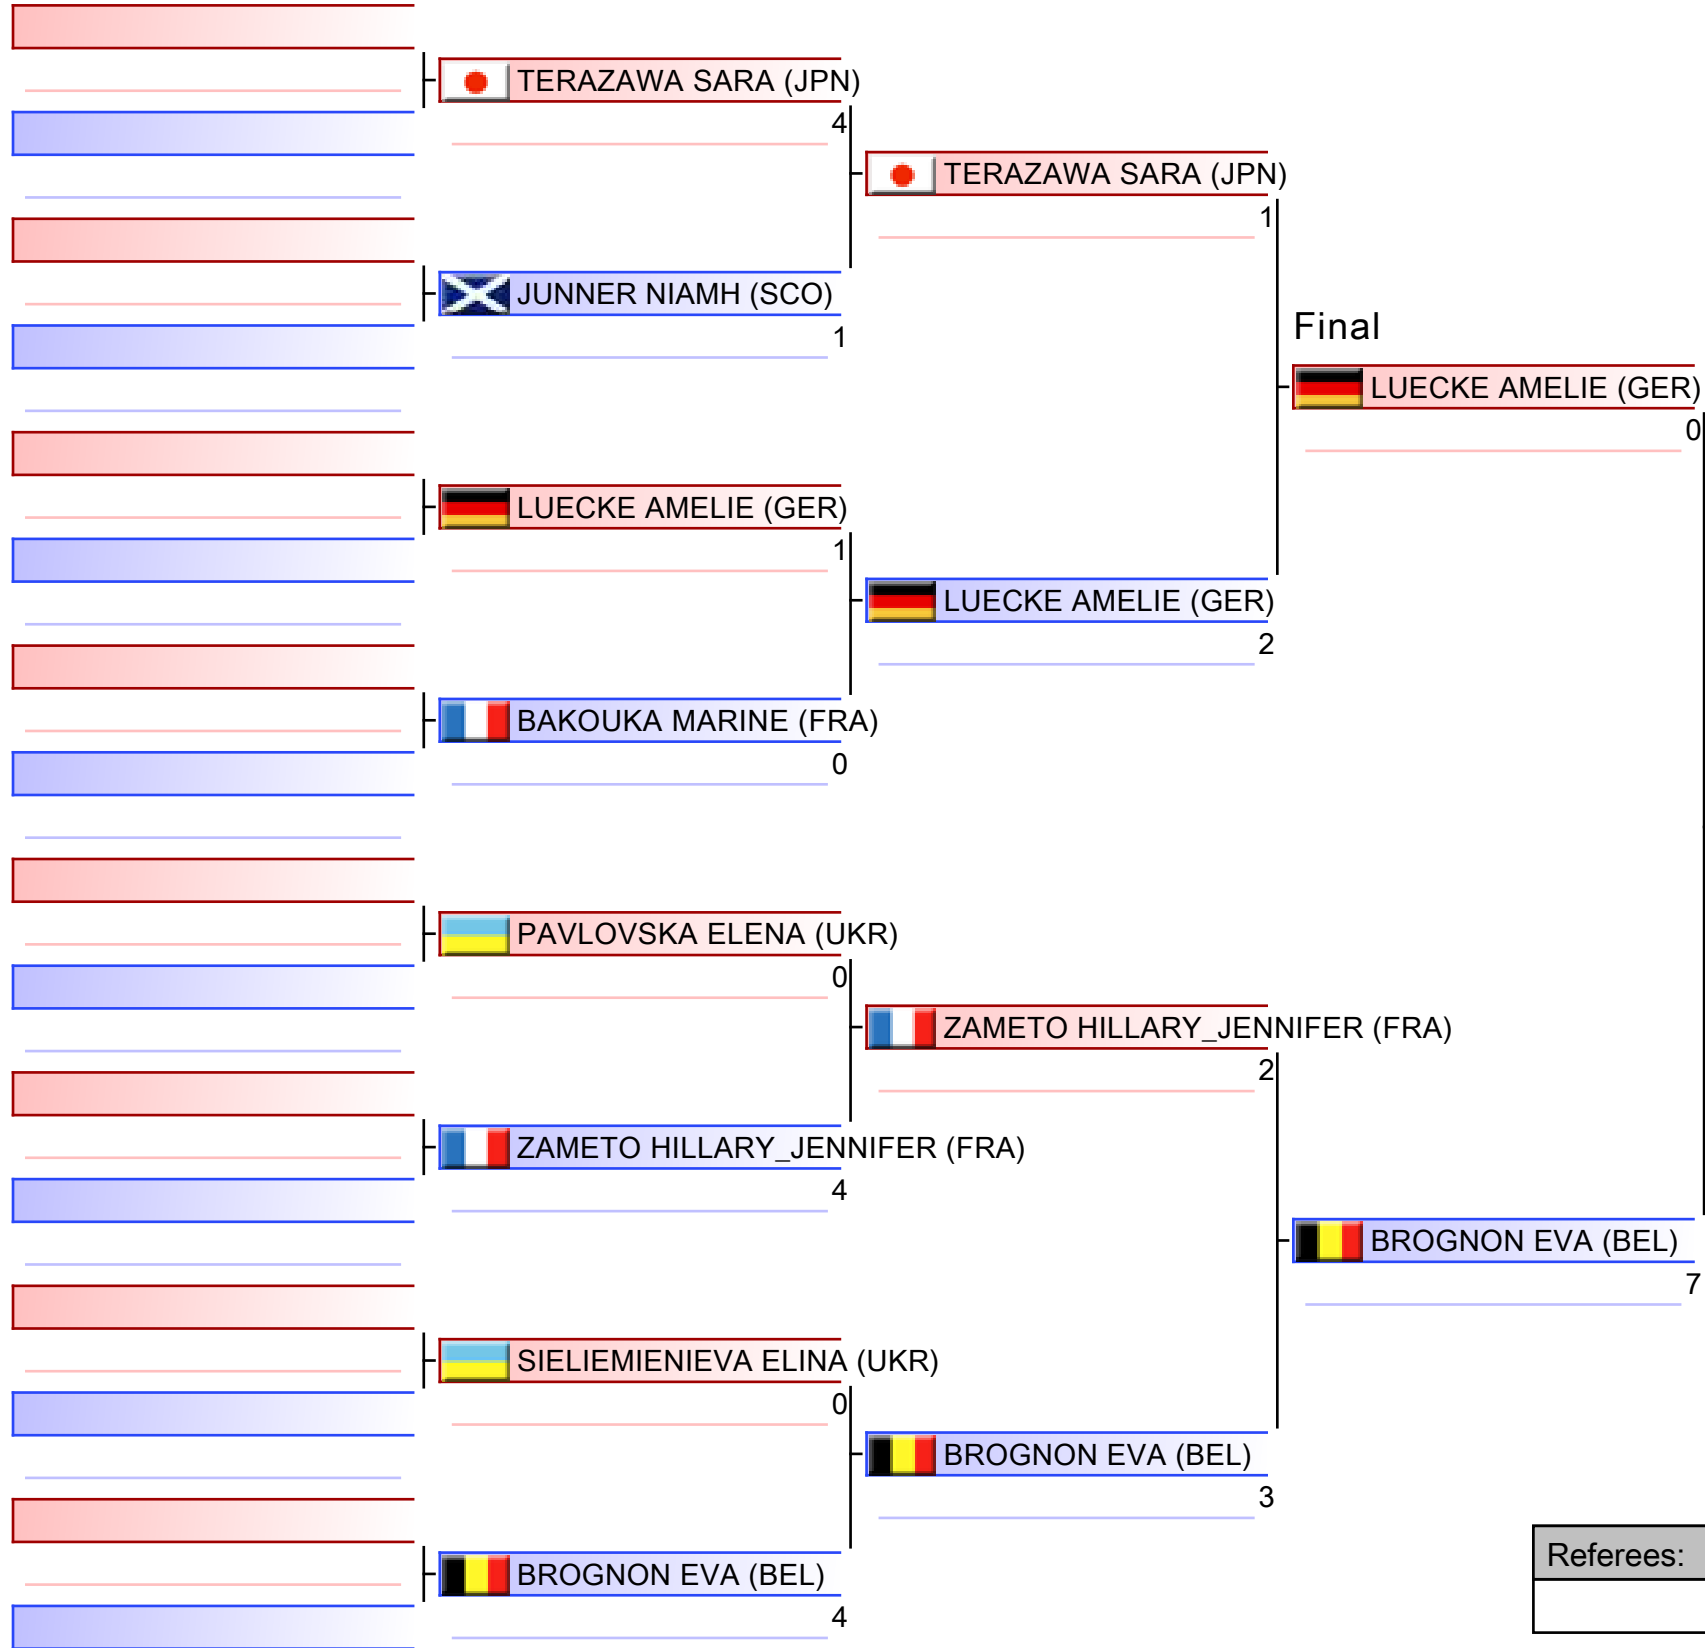 TERAZAWA SARA (JPN)
4
TERAZAWA SARA (JPN)
1
JUNNER NIAMH (SCO)
1
Final
LUECKE AMELIE (GER)
0
LUECKE AMELIE (GER)
1
LUECKE AMELIE (GER)
2
BAKOUKA MARINE (FRA)
0
PAVLOVSKA ELENA (UKR)
0
ZAMETO HILLARY_JENNIFER (FRA)
2
ZAMETO HILLARY_JENNIFER (FRA)
4
BROGNON EVA (BEL)
7
SIELIEMIENIEVA ELINA (UKR)
0
BROGNON EVA (BEL)
3
Referees:
BROGNON EVA (BEL)
4